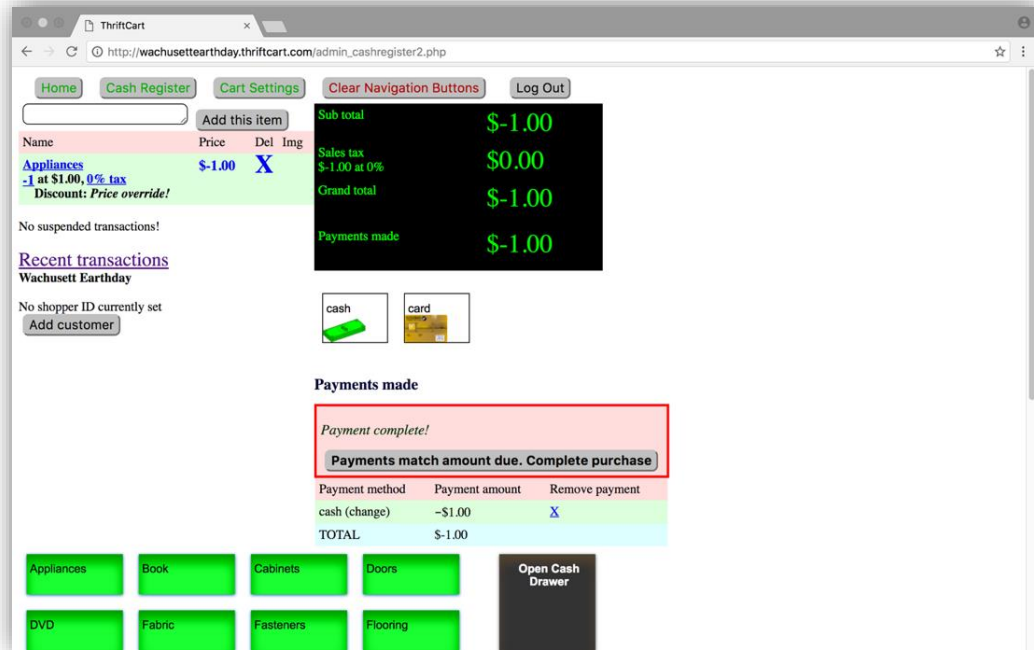 ThriftCart
http://wachusettearthday.thriftcart.com/admin_cashregister2.php
Home Cash Register Cart Settings Clear Navigation Buttons Log Out
Add this item
Name Price Del Img
Appliances $-1.00 X
-1 at $1.00, 0% tax
Discount: Price override!
No suspended transactions!
Recent transactions
Wachusett Earthday
No shopper ID currently set
Add customer
Sub total $-1.00
Sales tax $0.00
$-1.00 at 0%
Grand total $-1.00
Payments made $-1.00
cash card
Payments made
Payment complete!
Payments match amount due. Complete purchase
Payment method Payment amount Remove payment
cash (change) −$1.00 X
TOTAL $-1.00
Appliances Book Cabinets Doors Open Cash
Drawer
DVD Fabric Fasteners Flooring